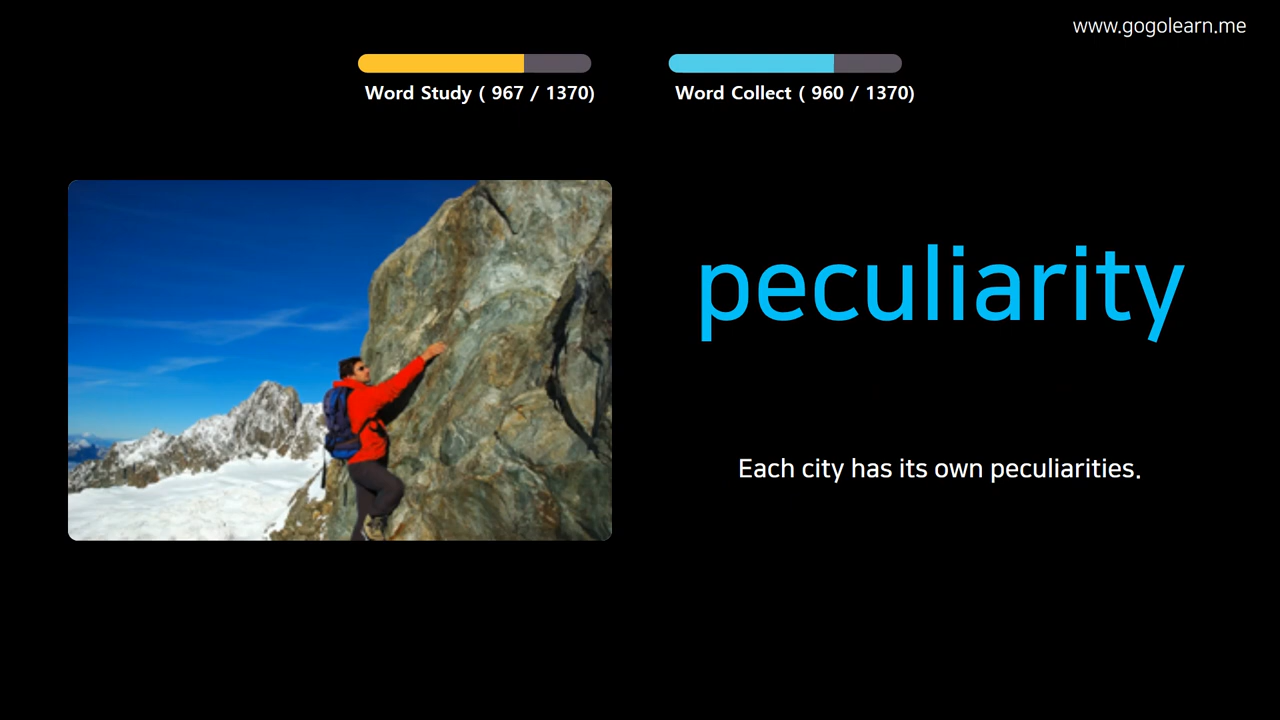 www.gogolearn.me
Word Study ( 967 / 1370)
Word Collect ( 960 / 1370)
peculiarity
Each city has its own peculiarities.